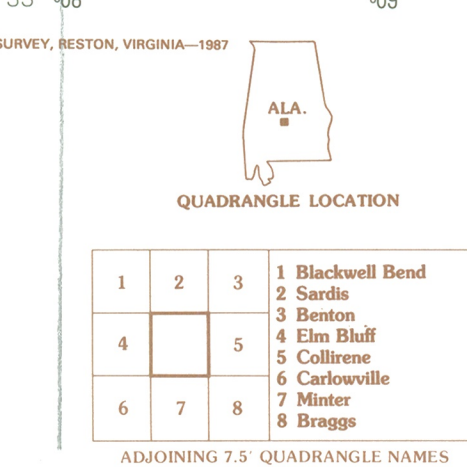 SURVEY, RESTON, VIRGINIA—1987
ALA.
QUADRANGLE LOCATION
1 2 3
4 5
6 7 8
1 Blackwell Bend
2 Sardis
3 Benton
4 Elm Bluff
5 Collirene
6 Carlowville
7 Minter
8 Braggs
ADJOINING 7.5′ QUADRANGLE NAMES